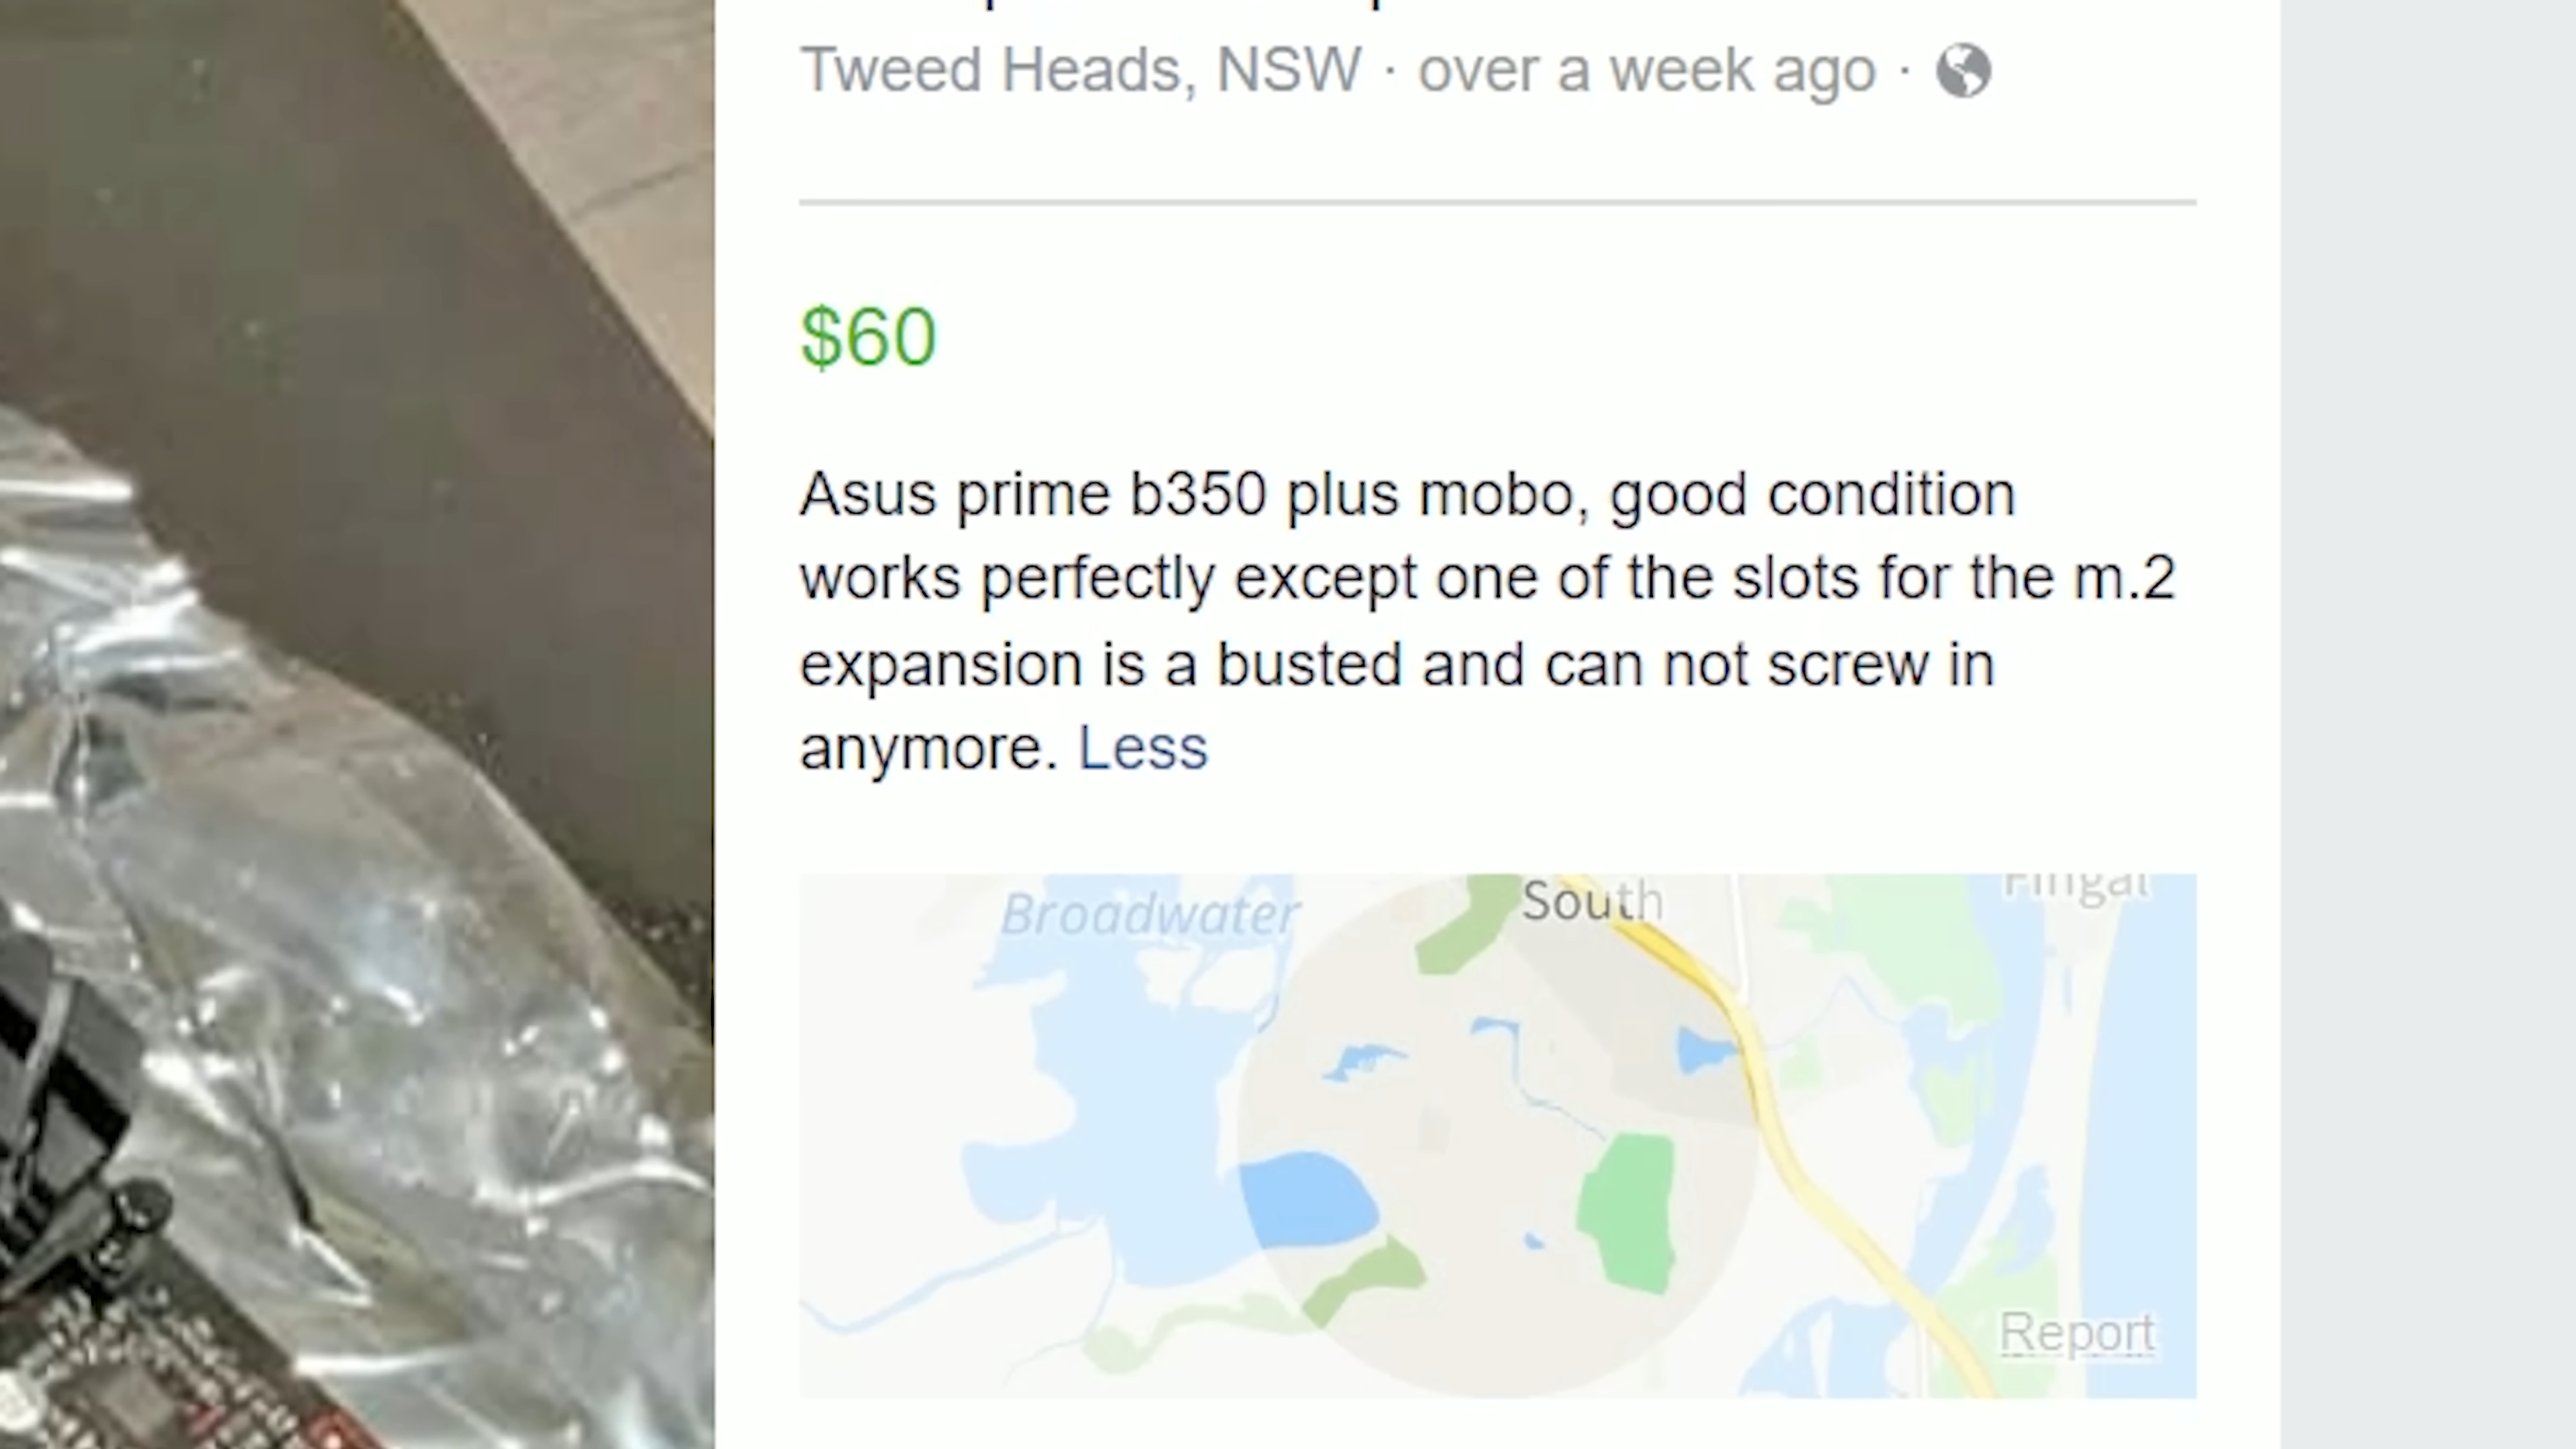 Tweed Heads, NSW · over a week ago ·
$60
Asus prime b350 plus mobo, good condition
works perfectly except one of the slots for the m.2
expansion is a busted and can not screw in
anymore. Less
Broadwater
South
Fingal
Report